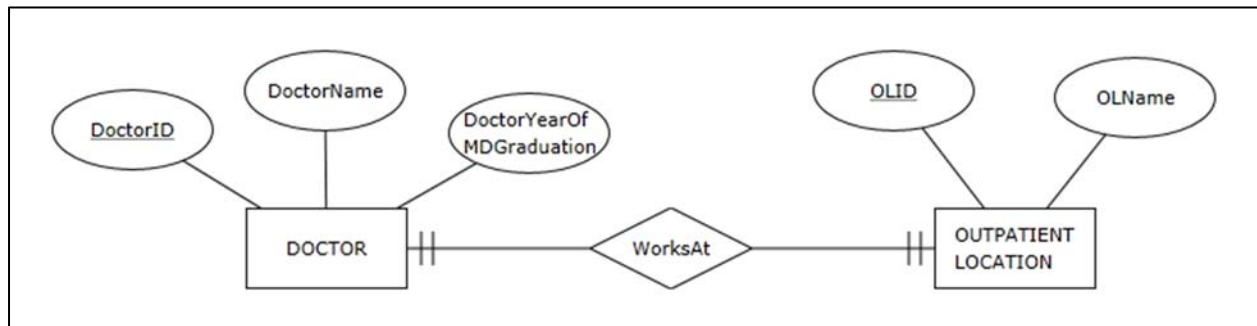 DoctorID
DoctorName
DoctorYearOf
MDGraduation
OLID
OLName
DOCTOR
WorksAt
OUTPATIENT
LOCATION